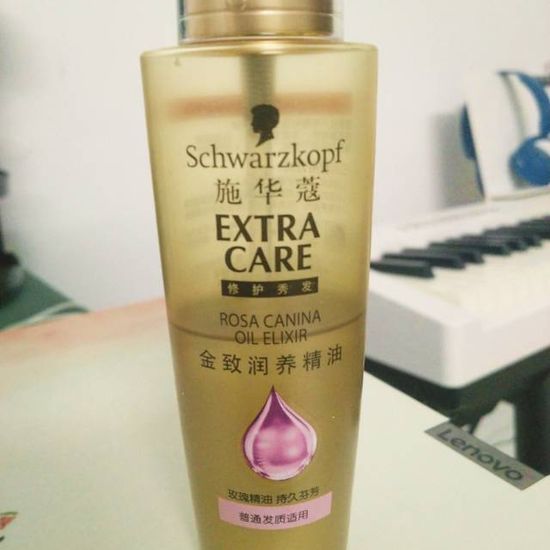 Schwarzkopf
施华蔻
EXTRA
CARE
修护秀发
ROSA CANINA
OIL ELIXIR
金致润养精油
玫瑰精油 持久芬芳
普通发质适用
Lenovo